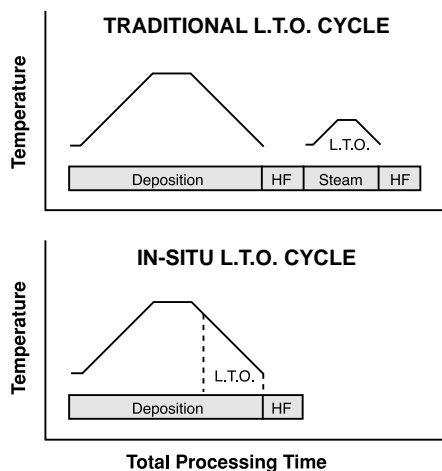 TRADITIONAL L.T.O. CYCLE
Temperature
L.T.O.
Deposition HF Steam HF
IN-SITU L.T.O. CYCLE
Temperature
L.T.O.
Deposition HF
Total Processing Time